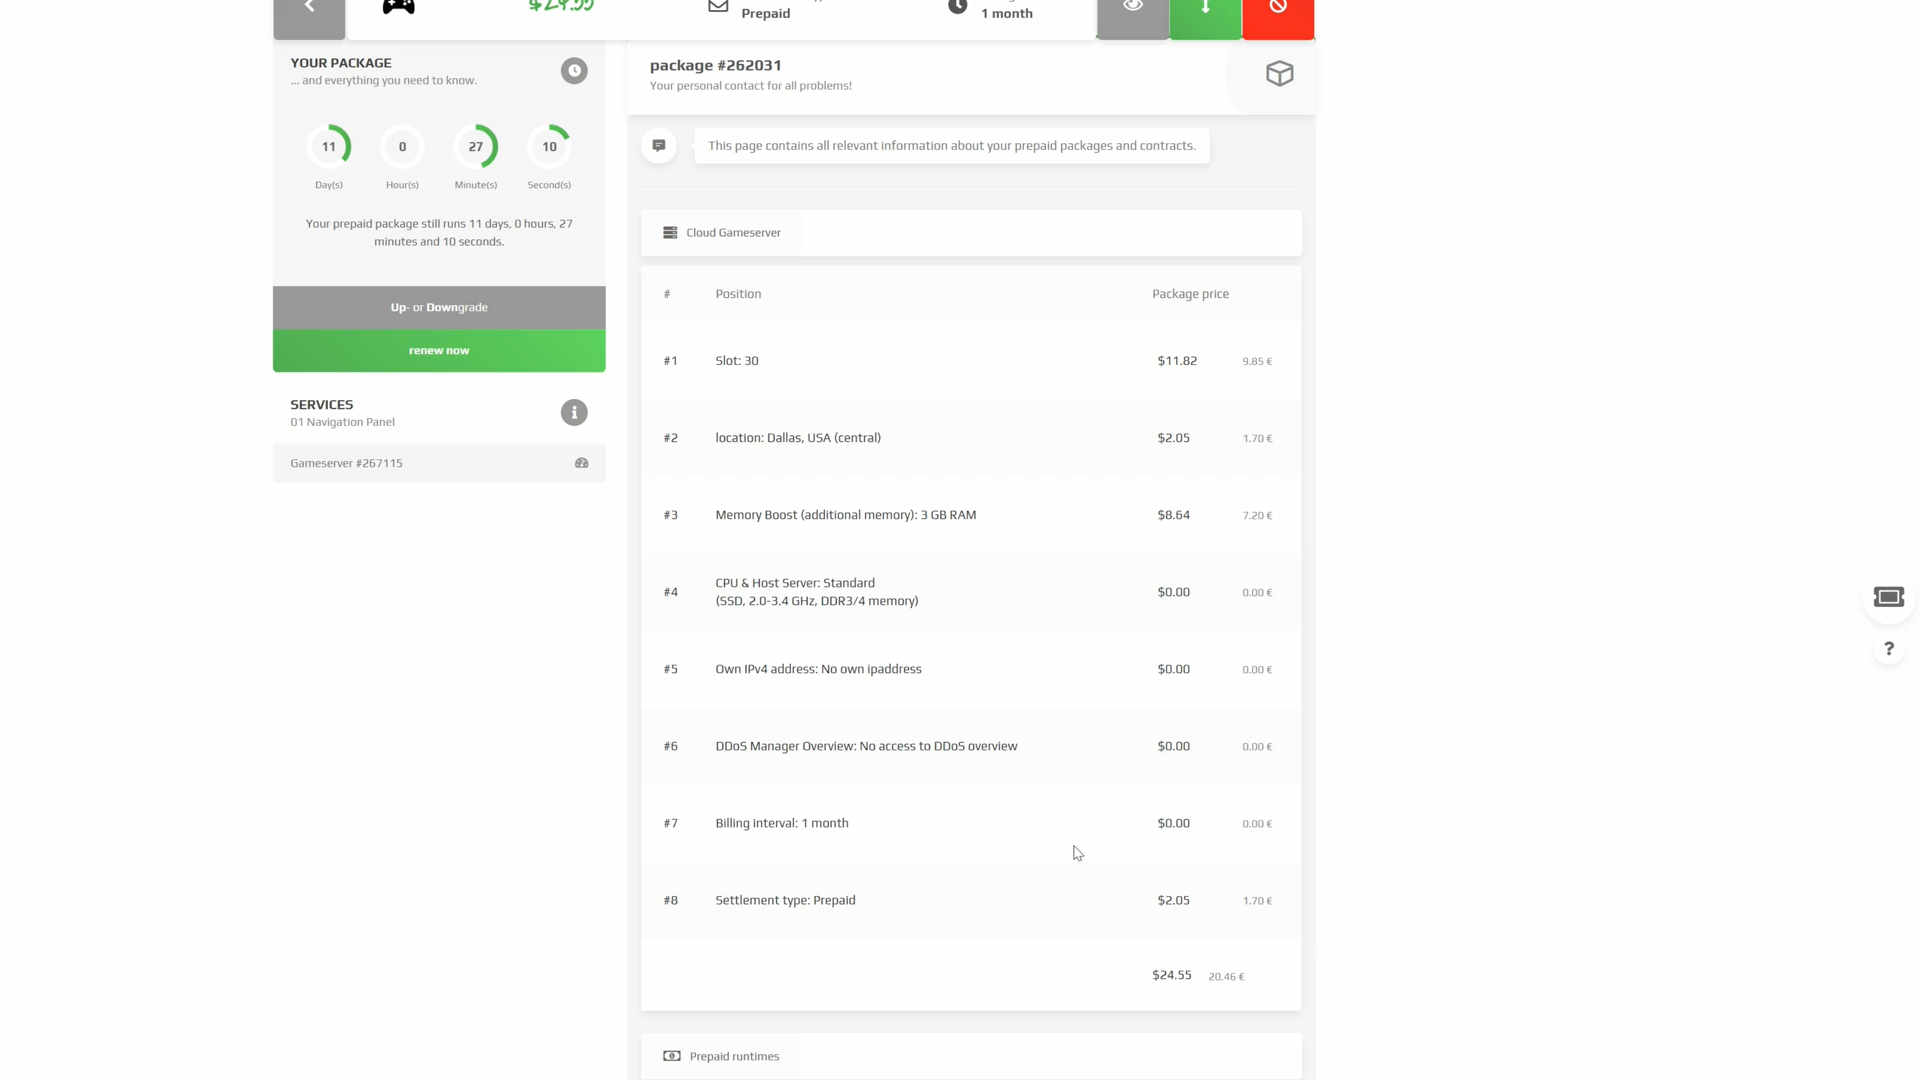 $24.55
Prepaid
1 month
YOUR PACKAGE
... and everything you need to know.
11
0
27
10
Day(s)
Hour(s)
Minute(s)
Second(s)
Your prepaid package still runs 11 days, 0 hours, 27
minutes and 10 seconds.
Up- or Downgrade
renew now
SERVICES
01 Navigation Panel
Gameserver #267115
package #262031
Your personal contact for all problems!
This page contains all relevant information about your prepaid packages and contracts.
Cloud Gameserver
# Position Package price
#1 Slot: 30 $11.82 9.85 €
#2 location: Dallas, USA (central) $2.05 1.70 €
#3 Memory Boost (additional memory): 3 GB RAM $8.64 7.20 €
#4 CPU & Host Server: Standard
(SSD, 2.0-3.4 GHz, DDR3/4 memory) $0.00 0.00 €
#5 Own IPv4 address: No own ipaddress $0.00 0.00 €
#6 DDoS Manager Overview: No access to DDoS overview $0.00 0.00 €
#7 Billing interval: 1 month $0.00 0.00 €
#8 Settlement type: Prepaid $2.05 1.70 €
$24.55 20.46 €
Prepaid runtimes
?